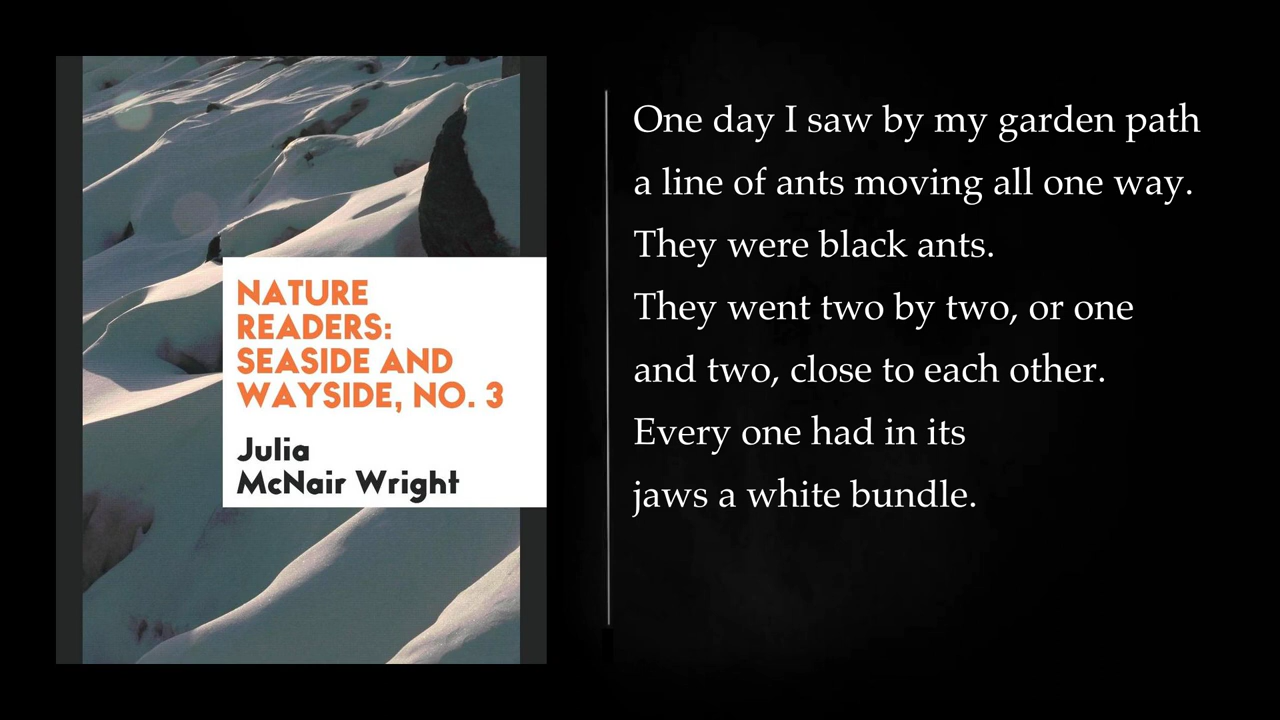 NATURE
READERS:
SEASIDE AND
WAYSIDE, NO. 3
Julia
McNair Wright
One day I saw by my garden path
a line of ants moving all one way.
They were black ants.
They went two by two, or one
and two, close to each other.
Every one had in its
jaws a white bundle.